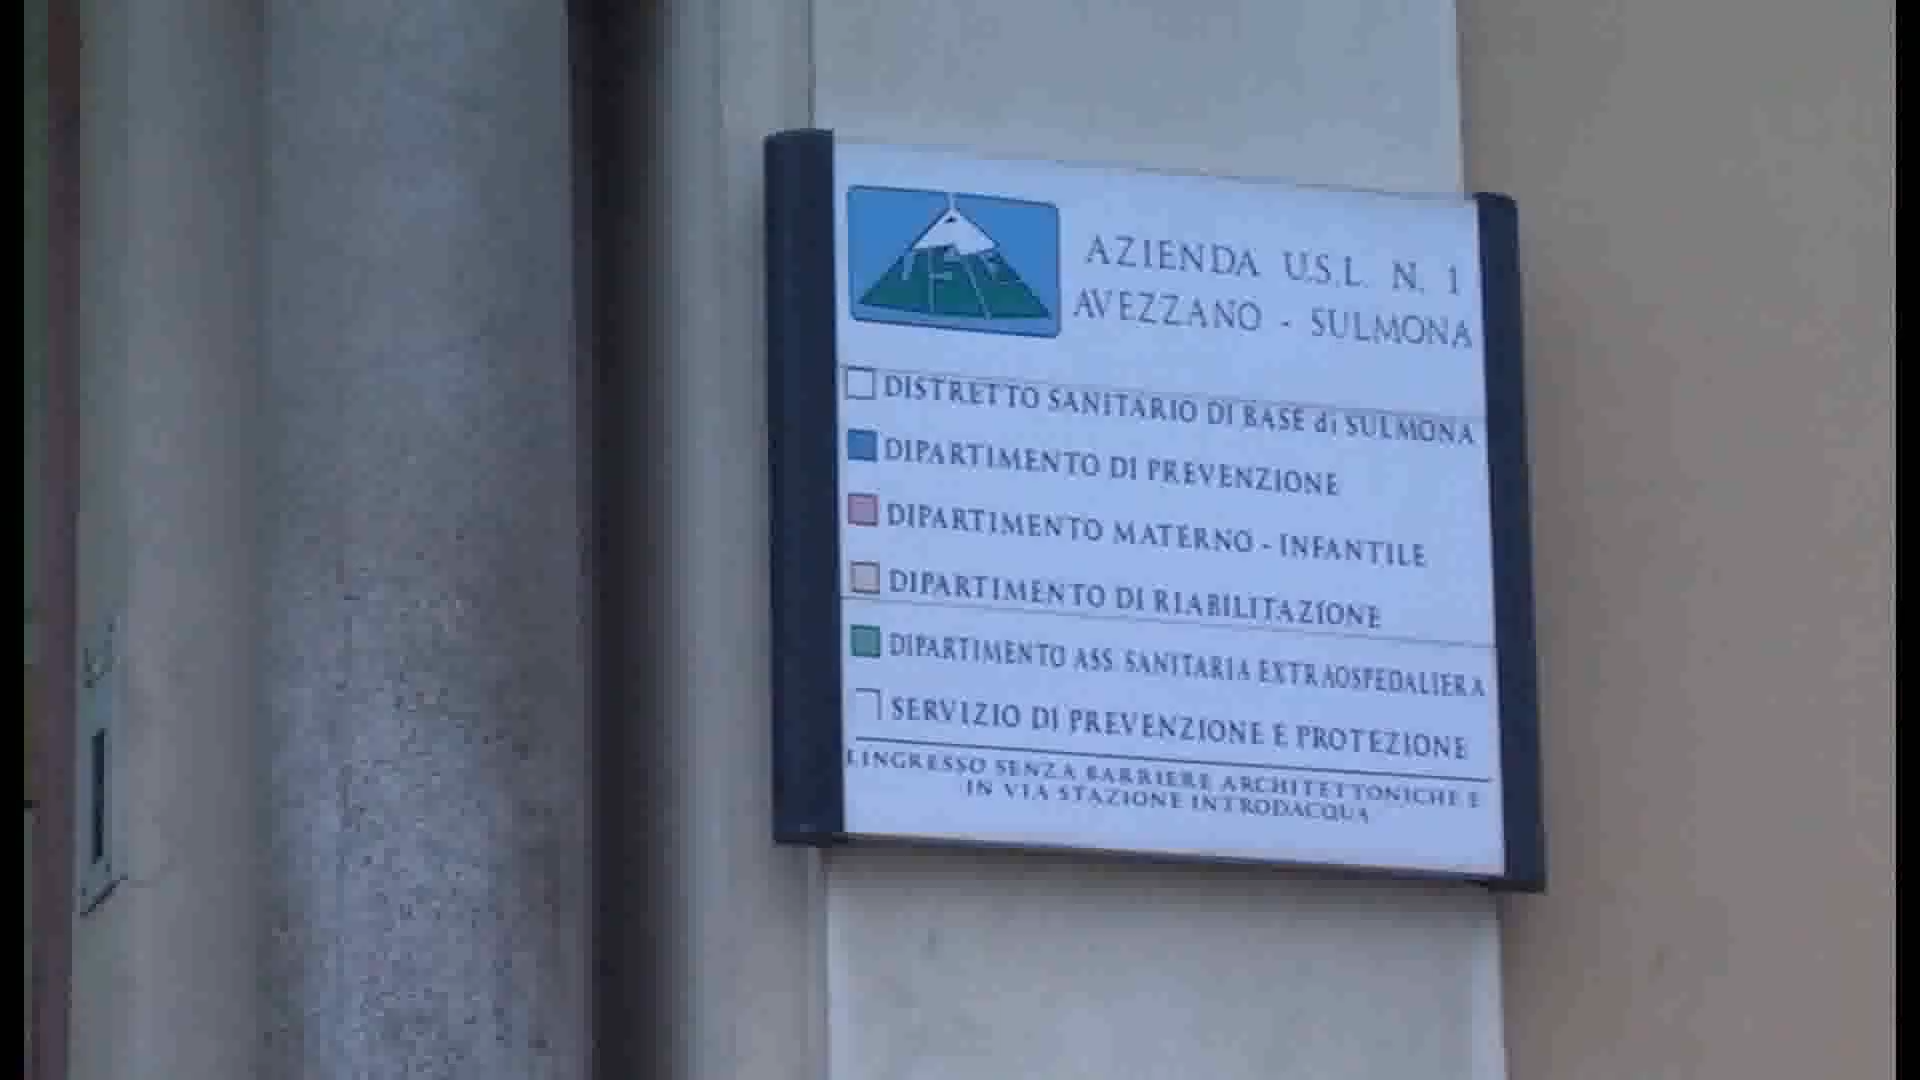 AZIENDA U.S.L. N. 1
AVEZZANO - SULMONA
DISTRETTO SANITARIO DI BASE di SULMONA
DIPARTIMENTO DI PREVENZIONE
DIPARTIMENTO MATERNO - INFANTILE
DIPARTIMENTO DI RIABILITAZIONE
DIPARTIMENTO ASS. SANITARIA EXTRAOSPEDALIERA
SERVIZIO DI PREVENZIONE E PROTEZIONE
L'INGRESSO SENZA BARRIERE ARCHITETTONICHE E
IN VIA STAZIONE INTRODACQUA